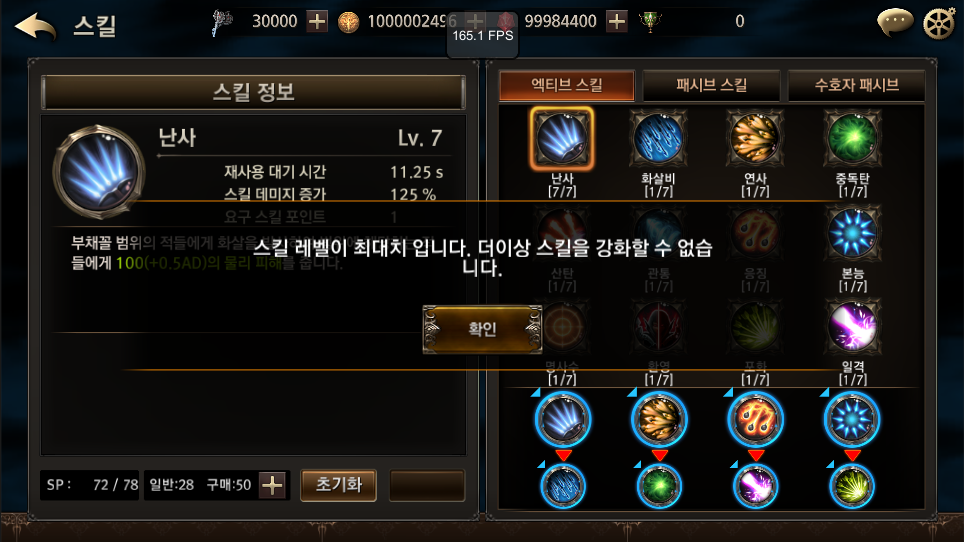 스킬
30000
1000002496
99984400
0
165.1 FPS
스킬 정보
엑티브 스킬
패시브 스킬
수호자 패시브
난사
Lv. 7
재사용 대기 시간 11.25 s
스킬 데미지 증가 125 %
요구 스킬 포인트 1
부채꼴 범위의 적들에게 화살을
들에게 100(+0.5AD)의 물리 피해를 줍니다.
스킬 레벨이 최대치 입니다. 더이상 스킬을 강화할 수 없습
니다.
확인
난사 화살비 연사 중독탄
[7/7] [1/7] [1/7] [1/7]
산탄 관통 응징 본능
[1/7] [1/7] [1/7] [1/7]
명사수 환영 포화 일격
[1/7] [1/7] [1/7] [1/7]
SP : 72 / 78
일반:28 구매:50
초기화